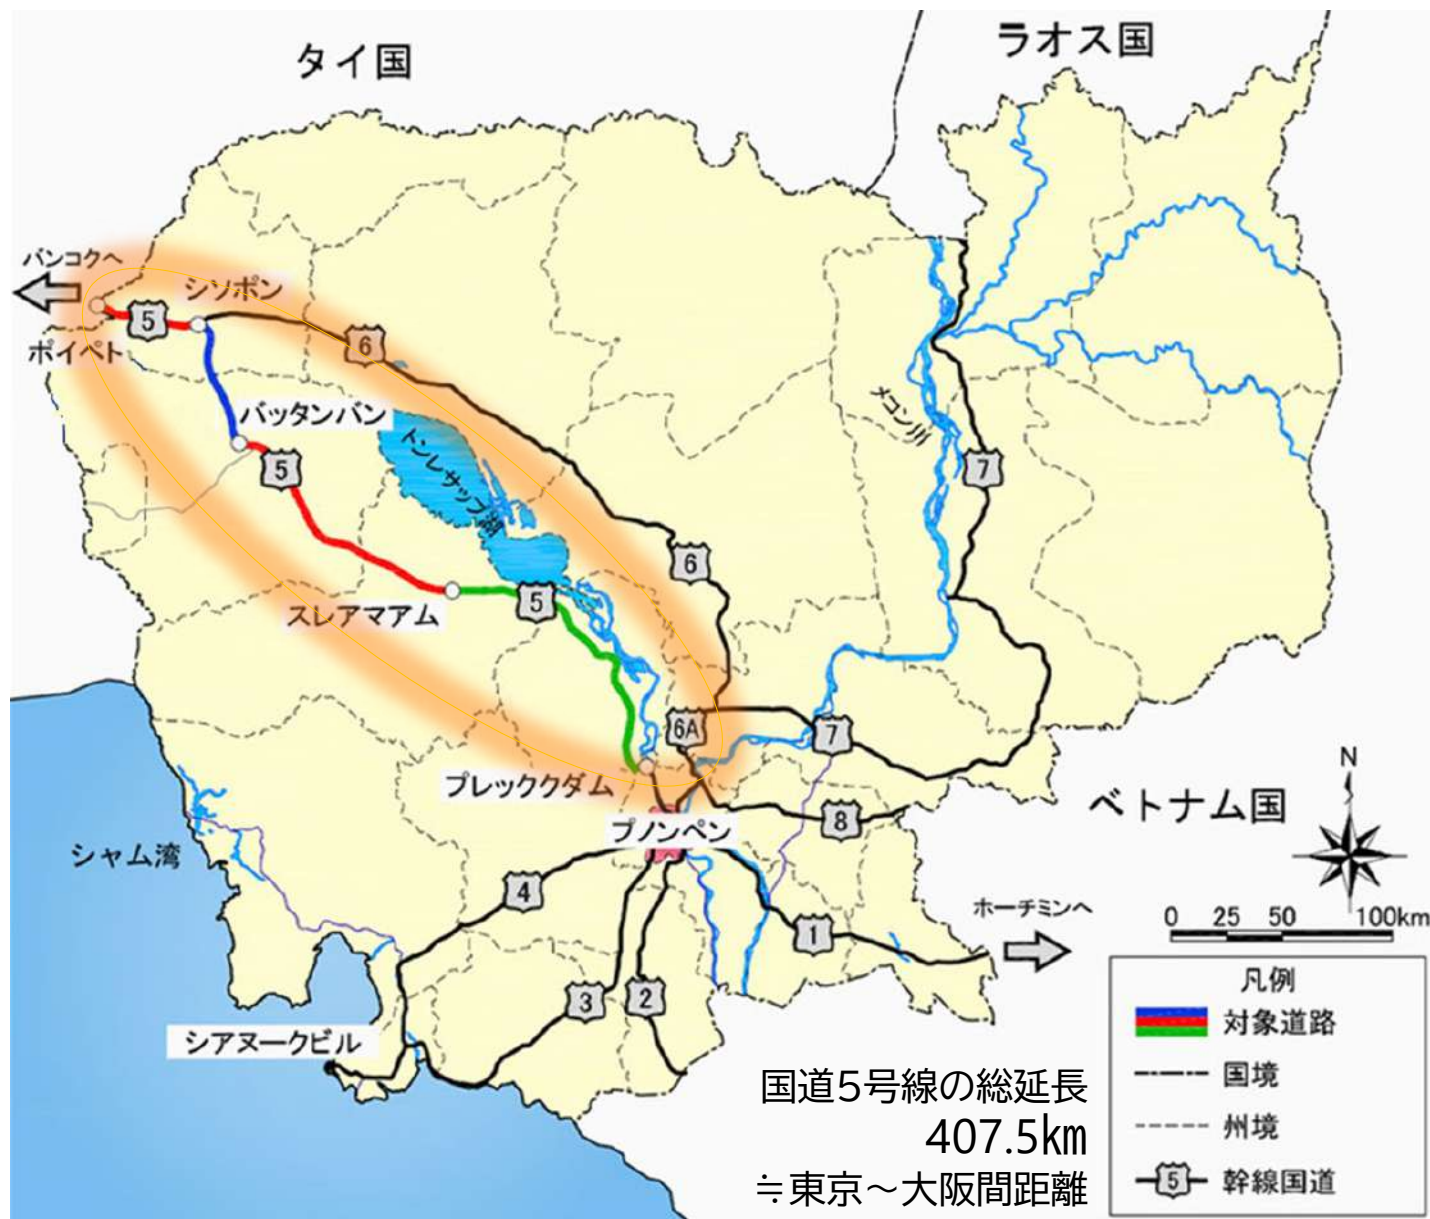 タイ国
ラオス国
バンコクへ
シソポン
5
ポイペト
6
バッタンバン
メコン川
トンレサップ湖
5
7
6
5
スレアマアム
6A
7
プレッククダム
N
ベトナム国
8
プノンペン
シャム湾
4
ホーチミンへ
0 25 50 100km
1
3
2
シアヌークビル
国道5号線の総延長
407.5㎞
≒東京～大阪間距離
凡例
対象道路
国境
州境
5 幹線国道